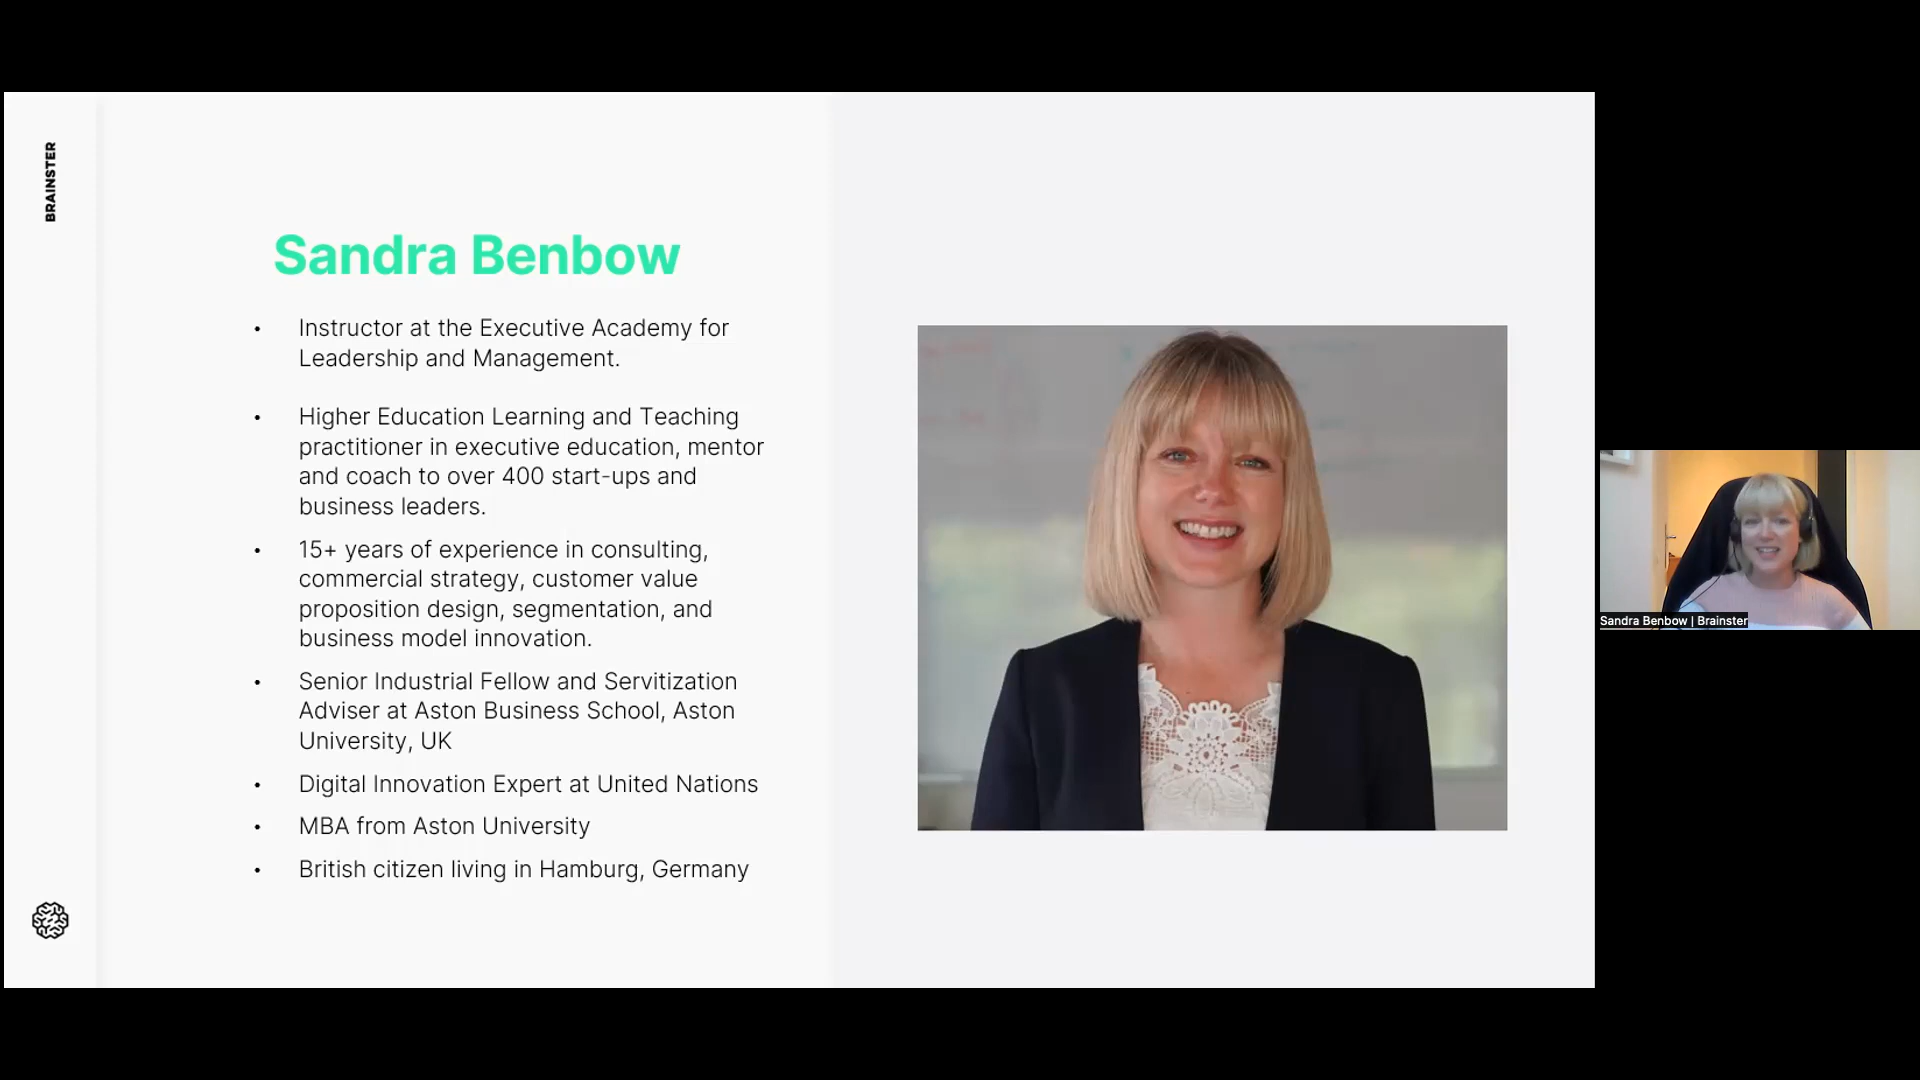 BRAINSTER
Sandra Benbow
• Instructor at the Executive Academy for
Leadership and Management.
• Higher Education Learning and Teaching
practitioner in executive education, mentor
and coach to over 400 start-ups and
business leaders.
• 15+ years of experience in consulting,
commercial strategy, customer value
proposition design, segmentation, and
business model innovation.
• Senior Industrial Fellow and Servitization
Adviser at Aston Business School, Aston
University, UK
• Digital Innovation Expert at United Nations
• MBA from Aston University
• British citizen living in Hamburg, Germany
Sandra Benbow | Brainster